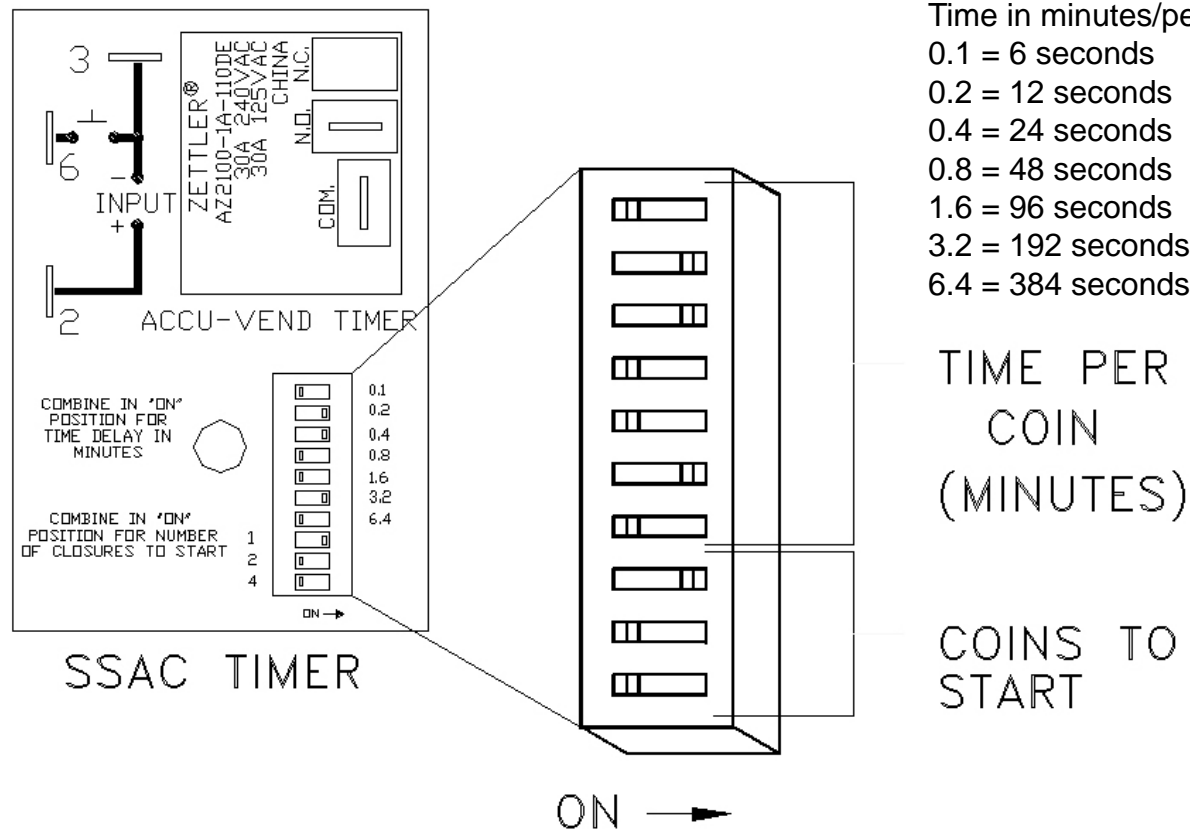 Time in minutes/pe
0.1 = 6 seconds
0.2 = 12 seconds
0.4 = 24 seconds
0.8 = 48 seconds
1.6 = 96 seconds
3.2 = 192 seconds
6.4 = 384 seconds
3
6
INPUT
-
+
2
ZETTLER®
AZ2100-1A-110DE
30A 240VAC
30A 125VAC
CHINA
N.C.
N.O.
COM.
ACCU-VEND TIMER
COMBINE IN "ON"
POSITION FOR
TIME DELAY IN
MINUTES
0.1
0.2
0.4
0.8
1.6
3.2
6.4
COMBINE IN "ON"
POSITION FOR NUMBER
OF CLOSURES TO START
1
2
4
ON
SSAC TIMER
TIME PER
COIN
(MINUTES)
COINS TO
START
ON